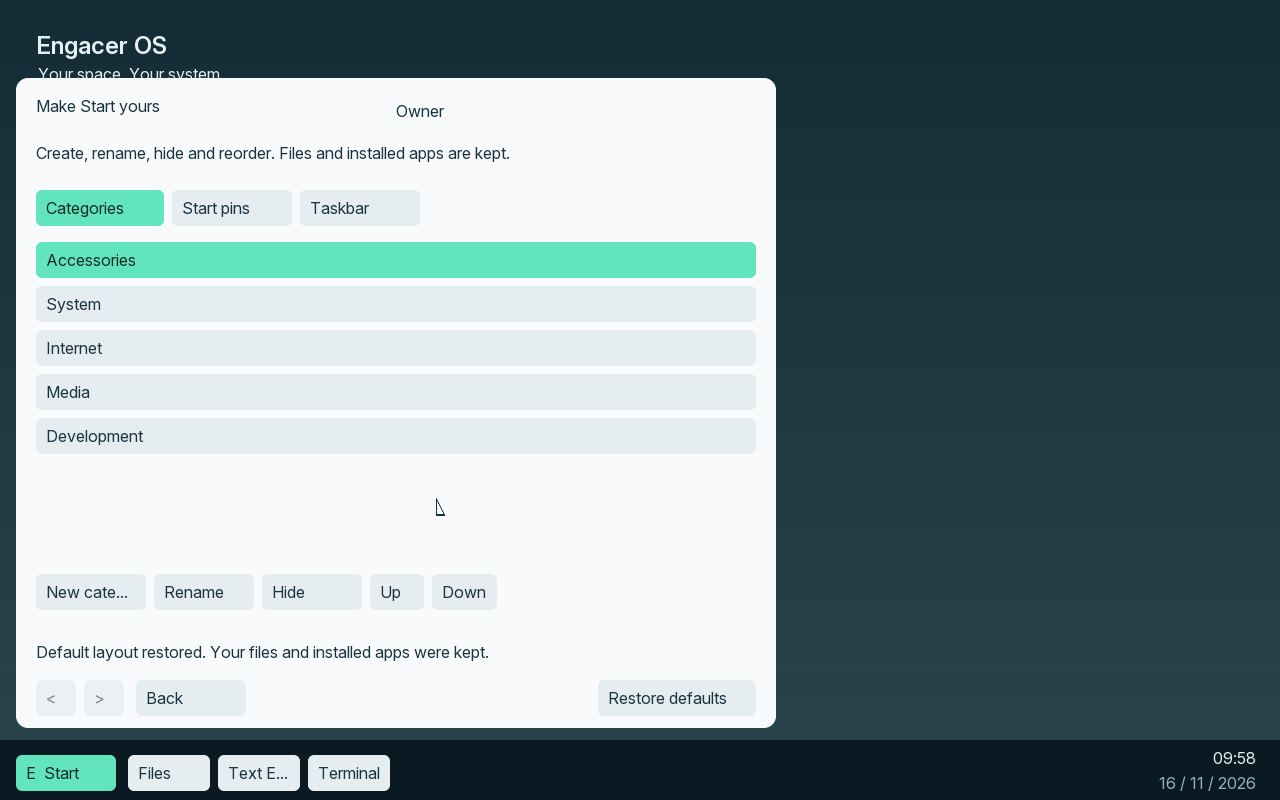 Engacer OS
Your space. Your system
Make Start yours
Owner
Create, rename, hide and reorder. Files and installed apps are kept.
Categories Start pins Taskbar
Accessories
System
Internet
Media
Development
New cate... Rename Hide Up Down
Default layout restored. Your files and installed apps were kept.
< > Back Restore defaults
E Start Files Text E... Terminal
09:58
16 / 11 / 2026